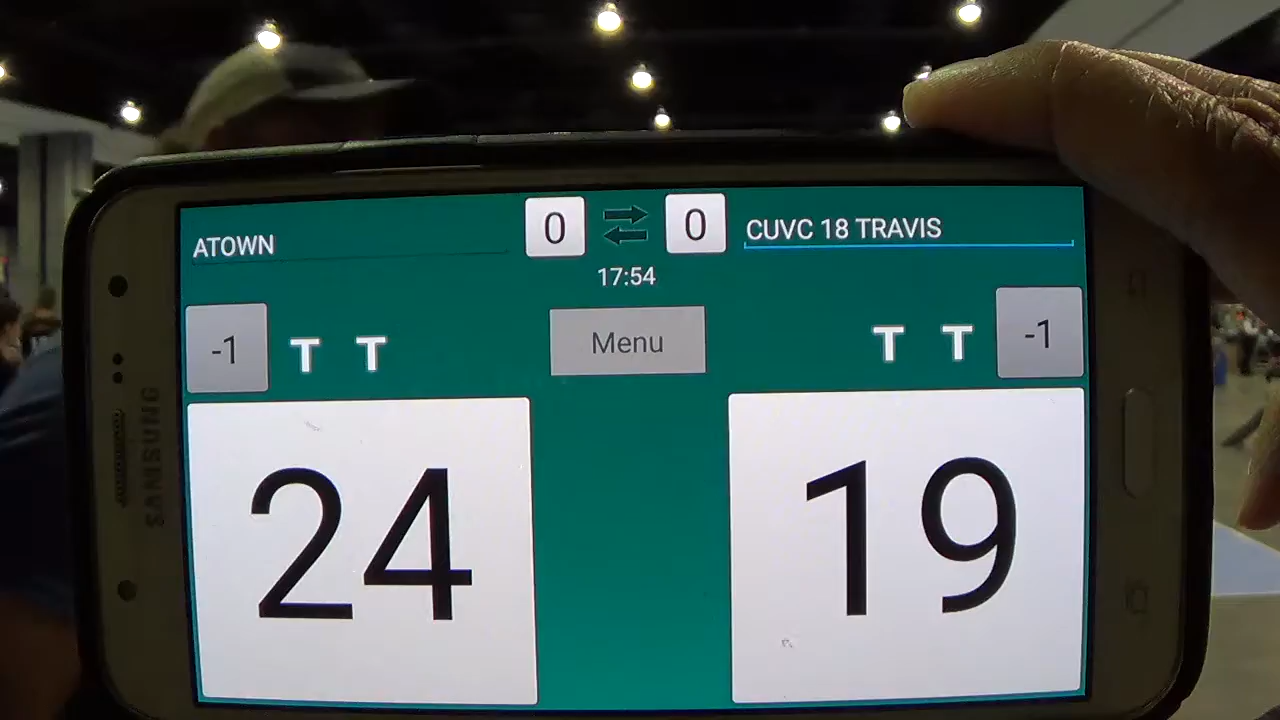 ATOWN
0
0
CUVC 18 TRAVIS
17:54
-1
T T
Menu
T T
-1
24
19
SAMSUNG